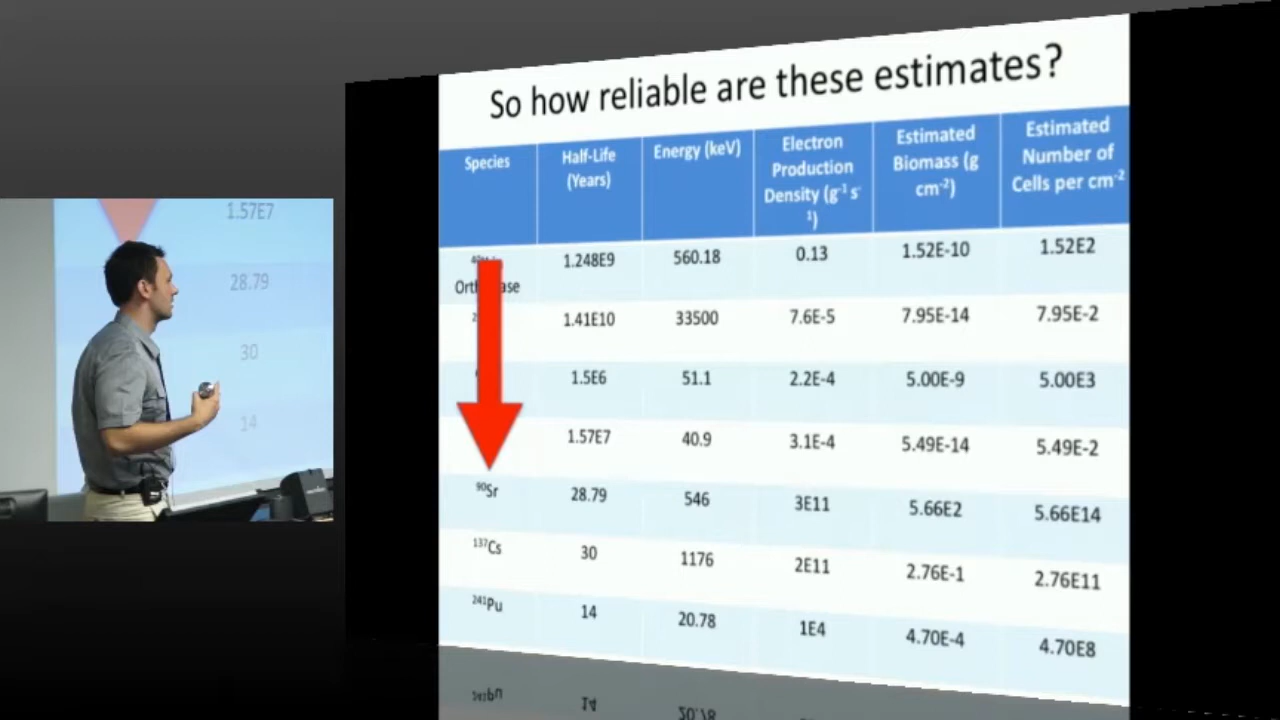 So how reliable are these estimates?
Species
Half-Life
(Years)
Energy (keV)
Electron
Production
Density (g⁻¹ s⁻
¹)
Estimated
Biomass (g
cm⁻²)
Estimated
Number of
Cells per cm⁻²
1.248E9 560.18 0.13 1.52E-10 1.52E2
1.41E10 33500 7.6E-5 7.95E-14 7.95E-2
1.5E6 51.1 2.2E-4 5.00E-9 5.00E3
1.57E7 40.9 3.1E-4 5.49E-14 5.49E-2
⁹⁰Sr 28.79 546 3E11 5.66E2 5.66E14
¹³⁷Cs 30 1176 2E11 2.76E-1 2.76E11
²⁴¹Pu 14 20.78 1E4 4.70E-4 4.70E8
1.57E7
28.79
30
14